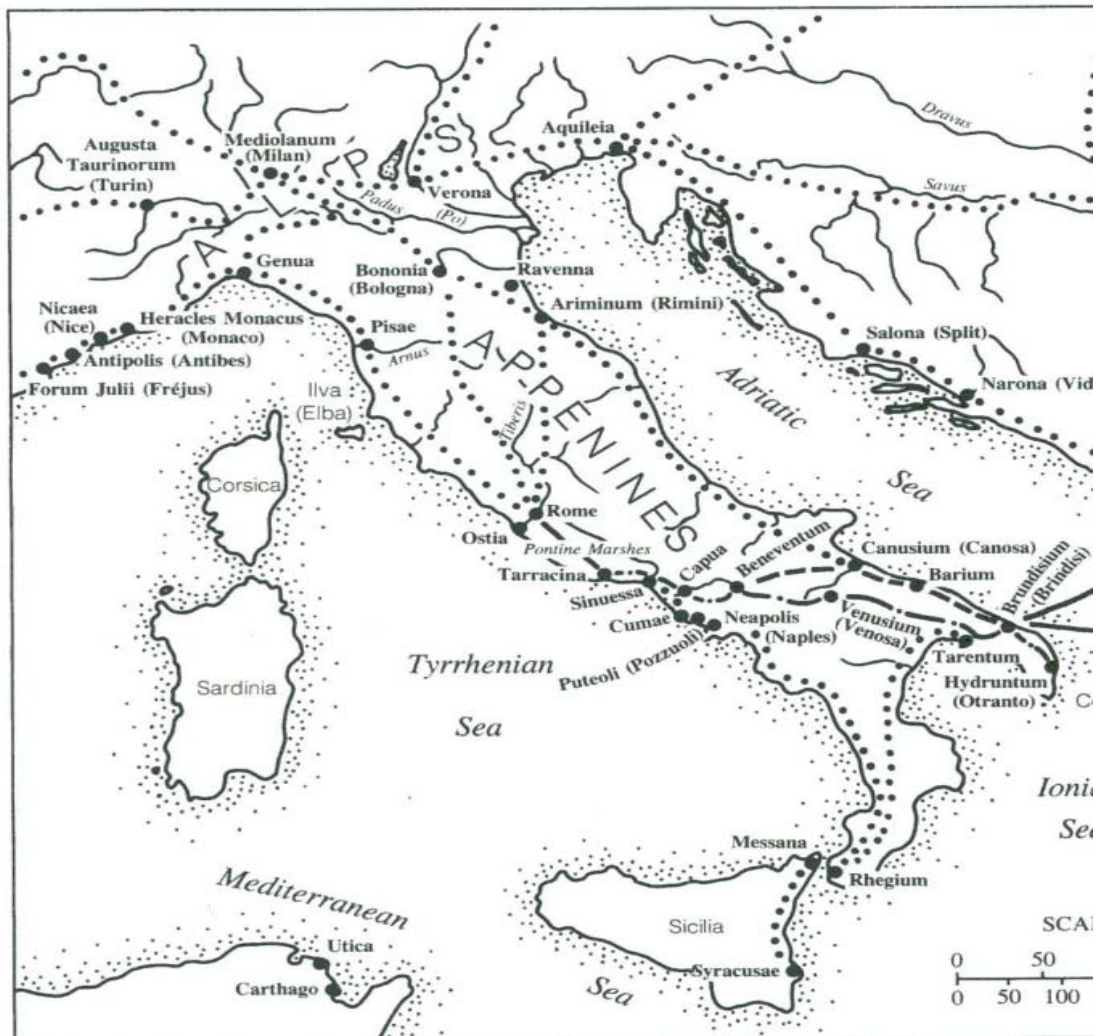 Dravus
Augusta
Taurinorum
(Turin)
Mediolanum
(Milan)
Aquileia
A L P S
Verona
Padus (Po)
Savus
Genua
Bononia
(Bologna)
Ravenna
Ariminum (Rimini)
Nicaea
(Nice)
Heracles Monacus
(Monaco)
Antipolis (Antibes)
Forum Julii (Fréjus)
Pisae
Arnus
A-P-PENINES
Salona (Split)
Narona (Vid
Adriatic
Sea
Ilva
(Elba)
Tiberis
Corsica
Rome
Ostia
Pontine Marshes
Tarracina
Sinuessa
Capua
Beneventum
Canusium (Canosa)
Barium
Brundisium
(Brindisi)
Cumae
Neapolis
(Naples)
Puteoli (Pozzuoli)
Venusium
(Venosa)
Tarentum
Hydruntum
(Otranto)
Co
Tyrrhenian
Sea
Sardinia
Ionia
Sea
Messana
Rhegium
Mediterranean
Sea
Sicilia
Syracusae
Utica
Carthago
SCAL
0 50
0 50 100